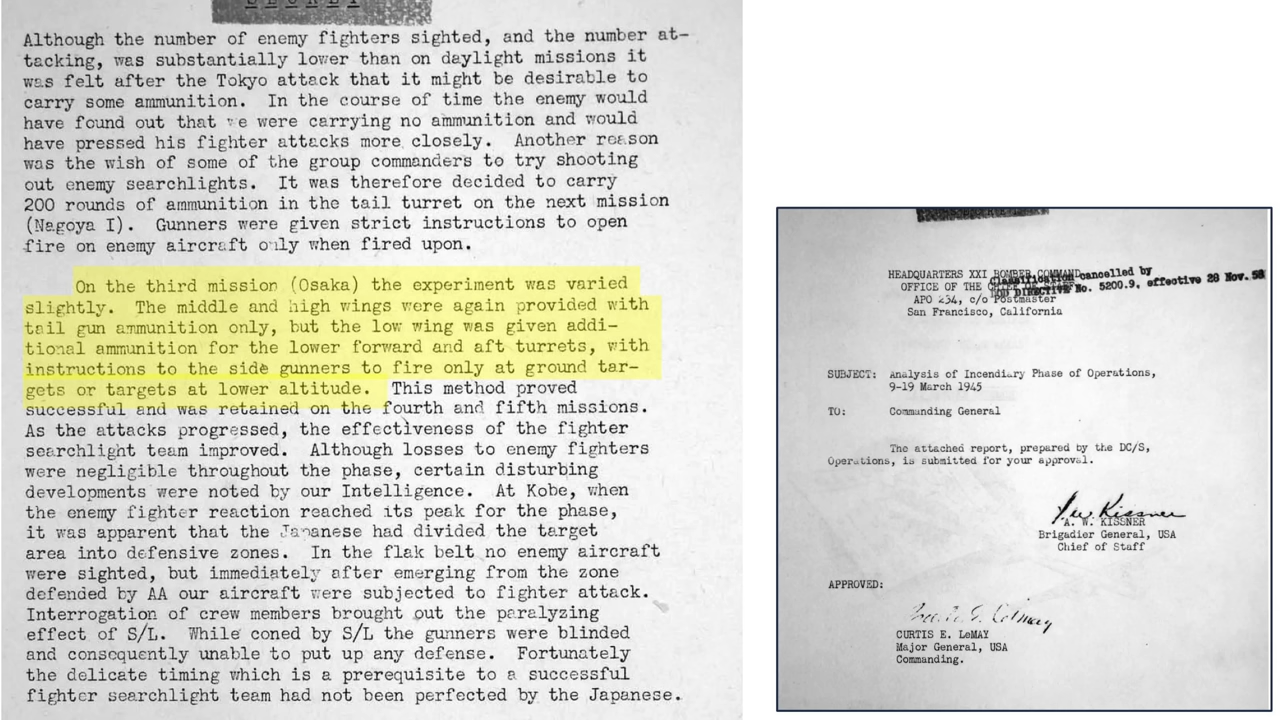 SECRET
Although the number of enemy fighters sighted, and the number at-
tacking, was substantially lower than on daylight missions it
was felt after the Tokyo attack that it might be desirable to
carry some ammunition. In the course of time the enemy would
have found out that we were carrying no ammunition and would
have pressed his fighter attacks more closely. Another reason
was the wish of some of the group commanders to try shooting
out enemy searchlights. It was therefore decided to carry
200 rounds of ammunition in the tail turret on the next mission
(Nagoya I). Gunners were given strict instructions to open
fire on enemy aircraft only when fired upon.
On the third mission (Osaka) the experiment was varied
slightly. The middle and high wings were again provided with
tail gun ammunition only, but the low wing was given addi-
tional ammunition for the lower forward and aft turrets, with
instructions to the side gunners to fire only at ground tar-
gets or targets at lower altitude. This method proved
successful and was retained on the fourth and fifth missions.
As the attacks progressed, the effectiveness of the fighter
searchlight team improved. Although losses to enemy fighters
were negligible throughout the phase, certain disturbing
developments were noted by our Intelligence. At Kobe, when
the enemy fighter reaction reached its peak for the phase,
it was apparent that the Japanese had divided the target
area into defensive zones. In the flak belt no enemy aircraft
were sighted, but immediately after emerging from the zone
defended by AA our aircraft were subjected to fighter attack.
Interrogation of crew members brought out the paralyzing
effect of S/L. While coned by S/L the gunners were blinded
and consequently unable to put up any defense. Fortunately
the delicate timing which is a prerequisite to a successful
fighter searchlight team had not been perfected by the Japanese.
HEADQUARTERS XXI BOMBER COMMAND
Classification cancelled by
OFFICE OF THE CHIEF OF STAFF
DOD DIRECTIVE No. 5200.9, effective 28 Nov. 58
APO 234, c/o Postmaster
San Francisco, California
SUBJECT: Analysis of Incendiary Phase of Operations,
9-19 March 1945
TO: Commanding General
The attached report, prepared by the DC/S,
Operations, is submitted for your approval.
A. W. Kissner
A. W. KISSNER
Brigadier General, USA
Chief of Staff
APPROVED:
Curtis E. LeMay
CURTIS E. LeMAY
Major General, USA
Commanding.